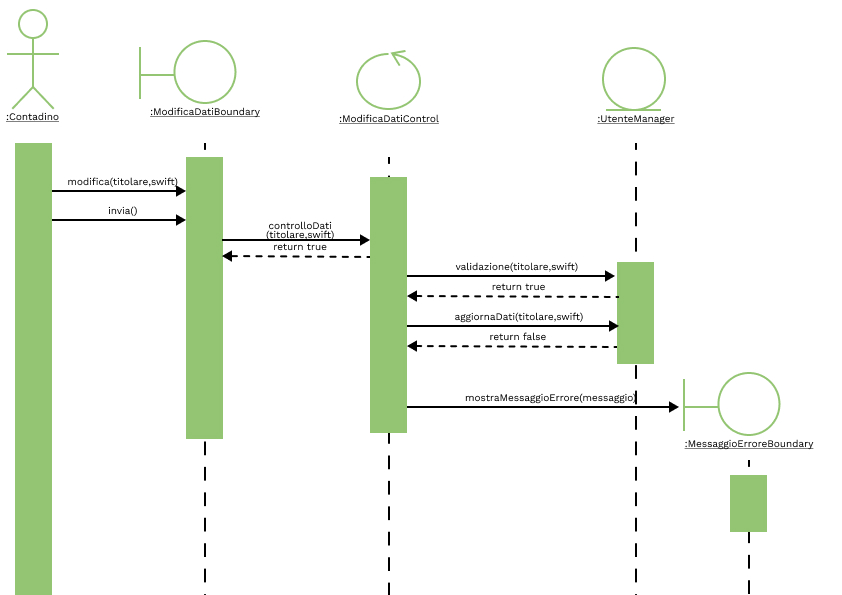 :Contadino
:ModificaDatiBoundary
:ModificaDatiControl
:UtenteManager
modifica(titolare,swift)
invia()
controlloDati
(titolare,swift)
return true
validazione(titolare,swift)
return true
aggiornaDati(titolare,swift)
return false
mostraMessaggioErrore(messaggio)
:MessaggioErroreBoundary